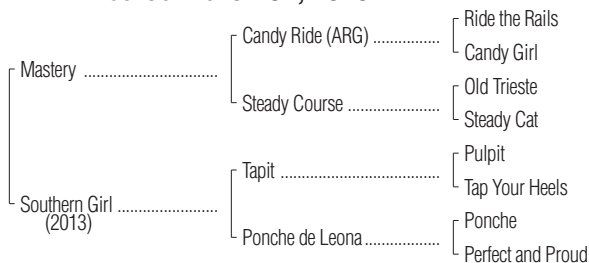 Ride the Rails
Candy Ride (ARG)
Candy Girl
Mastery
Old Trieste
Steady Course
Steady Cat
Pulpit
Tapit
Tap Your Heels
Southern Girl
(2013)
Ponche
Ponche de Leona
Perfect and Proud